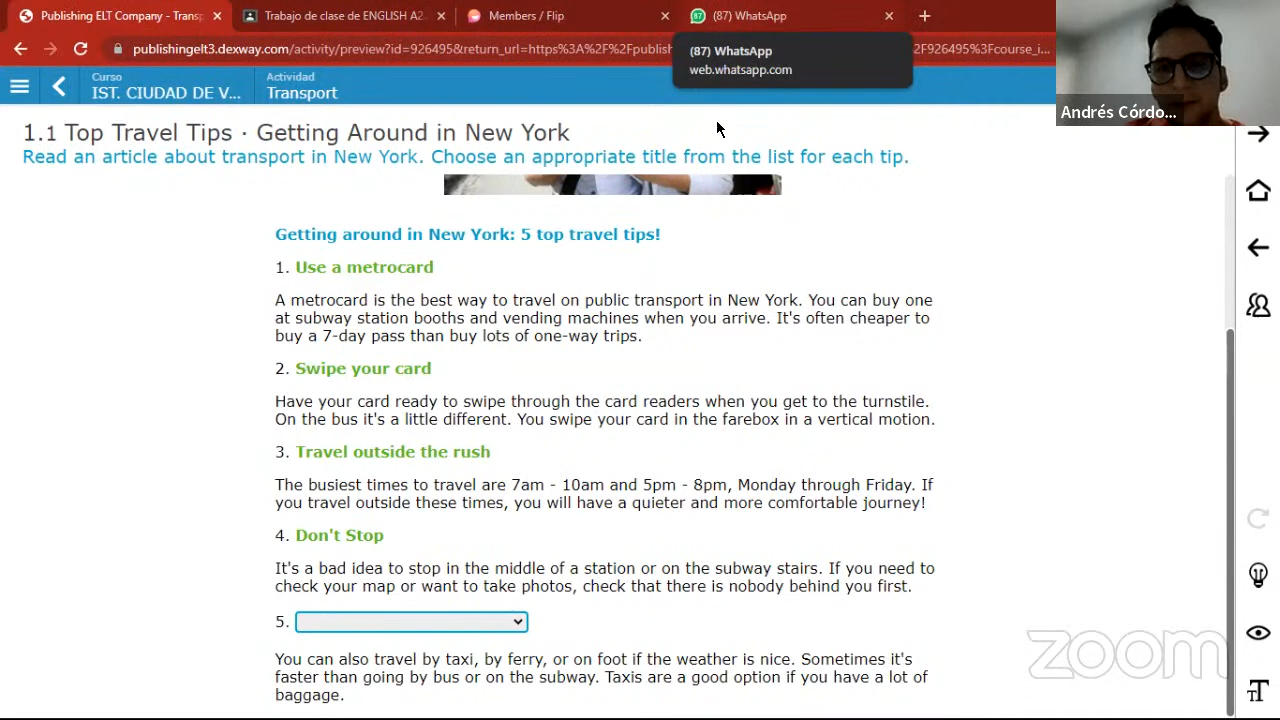 Publishing ELT Company - Transp
Trabajo de clase de ENGLISH A2
Members / Flip
(87) WhatsApp
publishingelt3.dexway.com/activity/preview?id=926495&return_url=https%3A%2F%2Fpublish
2F926495%3Fcourse_i...
(87) WhatsApp
web.whatsapp.com
Curso
IST. CIUDAD DE V...
Actividad
Transport
Andrés Córdo...
1.1 Top Travel Tips · Getting Around in New York
Read an article about transport in New York. Choose an appropriate title from the list for each tip.
Getting around in New York: 5 top travel tips!
1. Use a metrocard
A metrocard is the best way to travel on public transport in New York. You can buy one
at subway station booths and vending machines when you arrive. It's often cheaper to
buy a 7-day pass than buy lots of one-way trips.
2. Swipe your card
Have your card ready to swipe through the card readers when you get to the turnstile.
On the bus it's a little different. You swipe your card in the farebox in a vertical motion.
3. Travel outside the rush
The busiest times to travel are 7am - 10am and 5pm - 8pm, Monday through Friday. If
you travel outside these times, you will have a quieter and more comfortable journey!
4. Don't Stop
It's a bad idea to stop in the middle of a station or on the subway stairs. If you need to
check your map or want to take photos, check that there is nobody behind you first.
5.
You can also travel by taxi, by ferry, or on foot if the weather is nice. Sometimes it's
faster than going by bus or on the subway. Taxis are a good option if you have a lot of
baggage.
zoom
TT